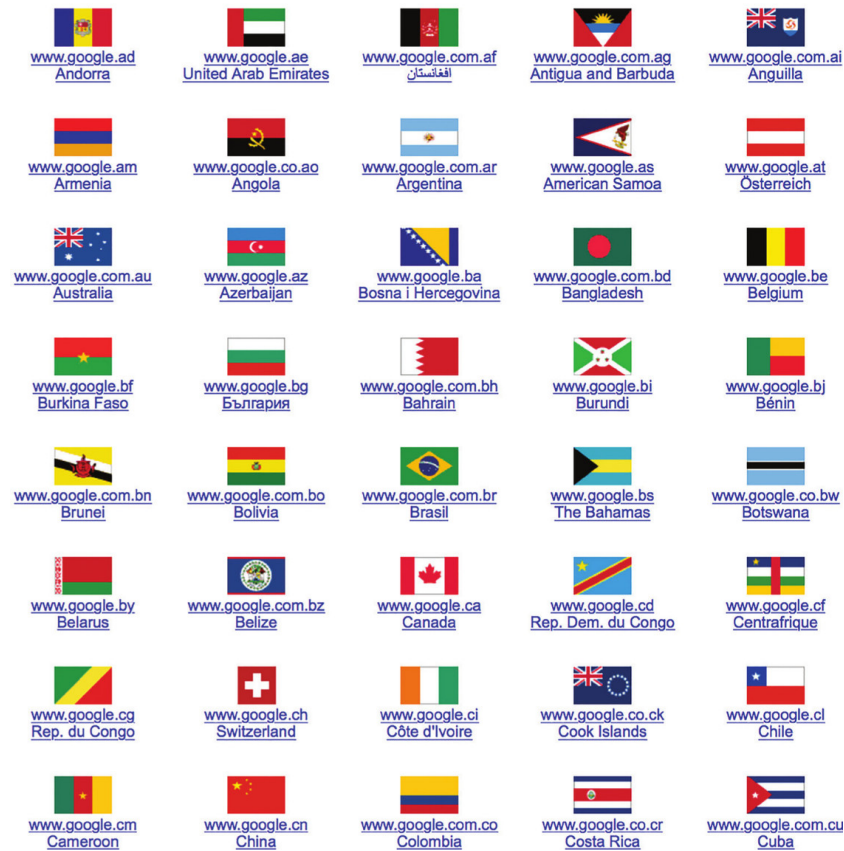 www.google.ad
Andorra
www.google.ae
United Arab Emirates
www.google.com.af
افغانستان
www.google.com.ag
Antigua and Barbuda
www.google.com.ai
Anguilla
www.google.am
Armenia
www.google.co.ao
Angola
www.google.com.ar
Argentina
www.google.as
American Samoa
www.google.at
Österreich
www.google.com.au
Australia
www.google.az
Azerbaijan
www.google.ba
Bosna i Hercegovina
www.google.com.bd
Bangladesh
www.google.be
Belgium
www.google.bf
Burkina Faso
www.google.bg
България
www.google.com.bh
Bahrain
www.google.bi
Burundi
www.google.bj
Bénin
www.google.com.bn
Brunei
www.google.com.bo
Bolivia
www.google.com.br
Brasil
www.google.bs
The Bahamas
www.google.co.bw
Botswana
www.google.by
Belarus
www.google.com.bz
Belize
www.google.ca
Canada
www.google.cd
Rep. Dem. du Congo
www.google.cf
Centrafrique
www.google.cg
Rep. du Congo
www.google.ch
Switzerland
www.google.ci
Côte d'Ivoire
www.google.co.ck
Cook Islands
www.google.cl
Chile
www.google.cm
Cameroon
www.google.cn
China
www.google.com.co
Colombia
www.google.co.cr
Costa Rica
www.google.com.cu
Cuba